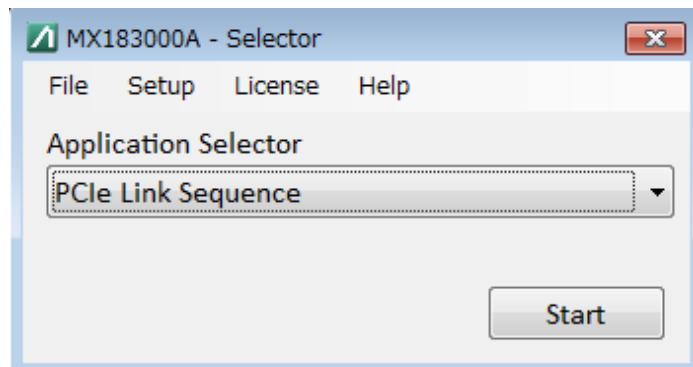 MX183000A - Selector
File Setup License Help
Application Selector
PCIe Link Sequence
Start